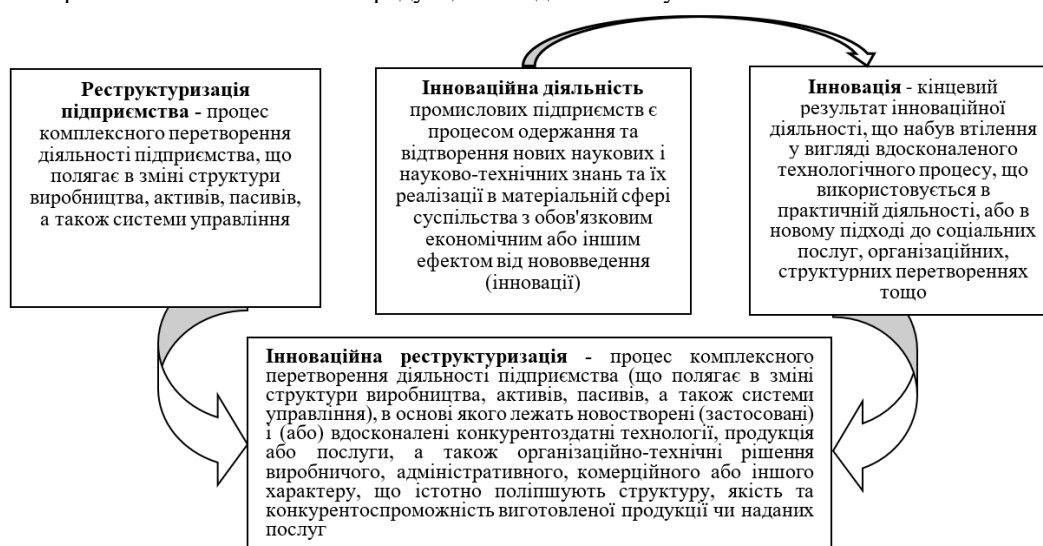 Реструктуризація
підприємства - процес
комплексного перетворення
діяльності підприємства, що
полягає в зміні структури
виробництва, активів, пасивів,
а також системи управління
Інноваційна діяльність
промислових підприємств є
процесом одержання та
відтворення нових наукових і
науково-технічних знань та їх
реалізації в матеріальній сфері
суспільства з обов'язковим
економічним або іншим
ефектом від нововведення
(інновації)
Інновація - кінцевий
результат інноваційної
діяльності, що набув втілення
у вигляді вдосконаленого
технологічного процесу, що
використовується в
практичній діяльності, або в
новому підході до соціальних
послуг, організаційних,
структурних перетвореннях
тощо
Інноваційна реструктуризація - процес комплексного
перетворення діяльності підприємства (що полягає в зміні
структури виробництва, активів, пасивів, а також системи
управління), в основі якого лежать новостворені (застосовані)
і (або) вдосконалені конкурентоздатні технології, продукція
або послуги, а також організаційно-технічні рішення
виробничого, адміністративного, комерційного або іншого
характеру, що істотно поліпшують структуру, якість та
конкурентоспроможність виготовленої продукції чи наданих
послуг